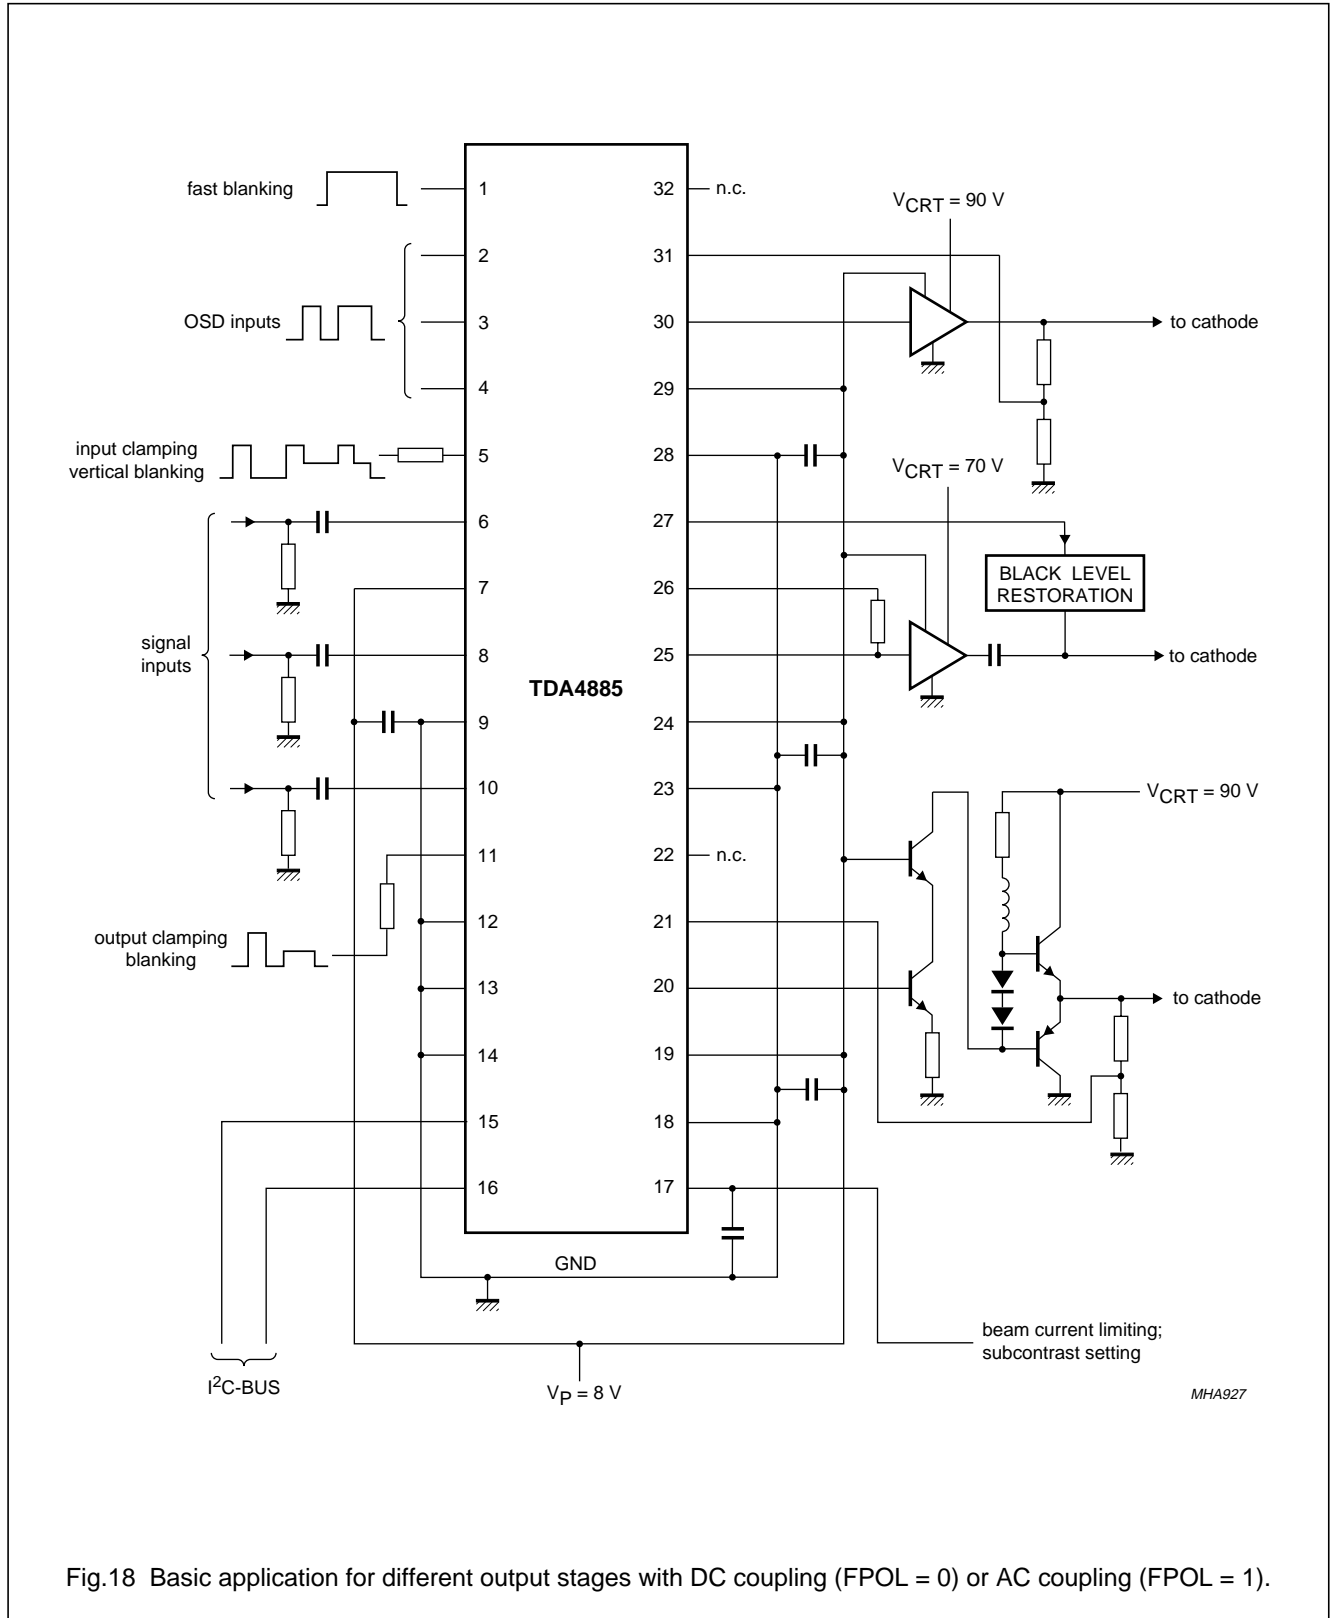 fast blanking
1
32
n.c.
VCRT = 90 V
2
31
OSD inputs
3
30
to cathode
4
29
input clamping
vertical blanking
5
28
VCRT = 70 V
6
27
BLACK LEVEL
RESTORATION
7
26
signal
inputs
8
25
to cathode
TDA4885
9
24
10
23
VCRT = 90 V
11
22
n.c.
output clamping
blanking
12
21
13
20
to cathode
14
19
15
18
16
17
GND
beam current limiting;
subcontrast setting
I2C-BUS
VP = 8 V
MHA927
Fig.18 Basic application for different output stages with DC coupling (FPOL = 0) or AC coupling (FPOL = 1).